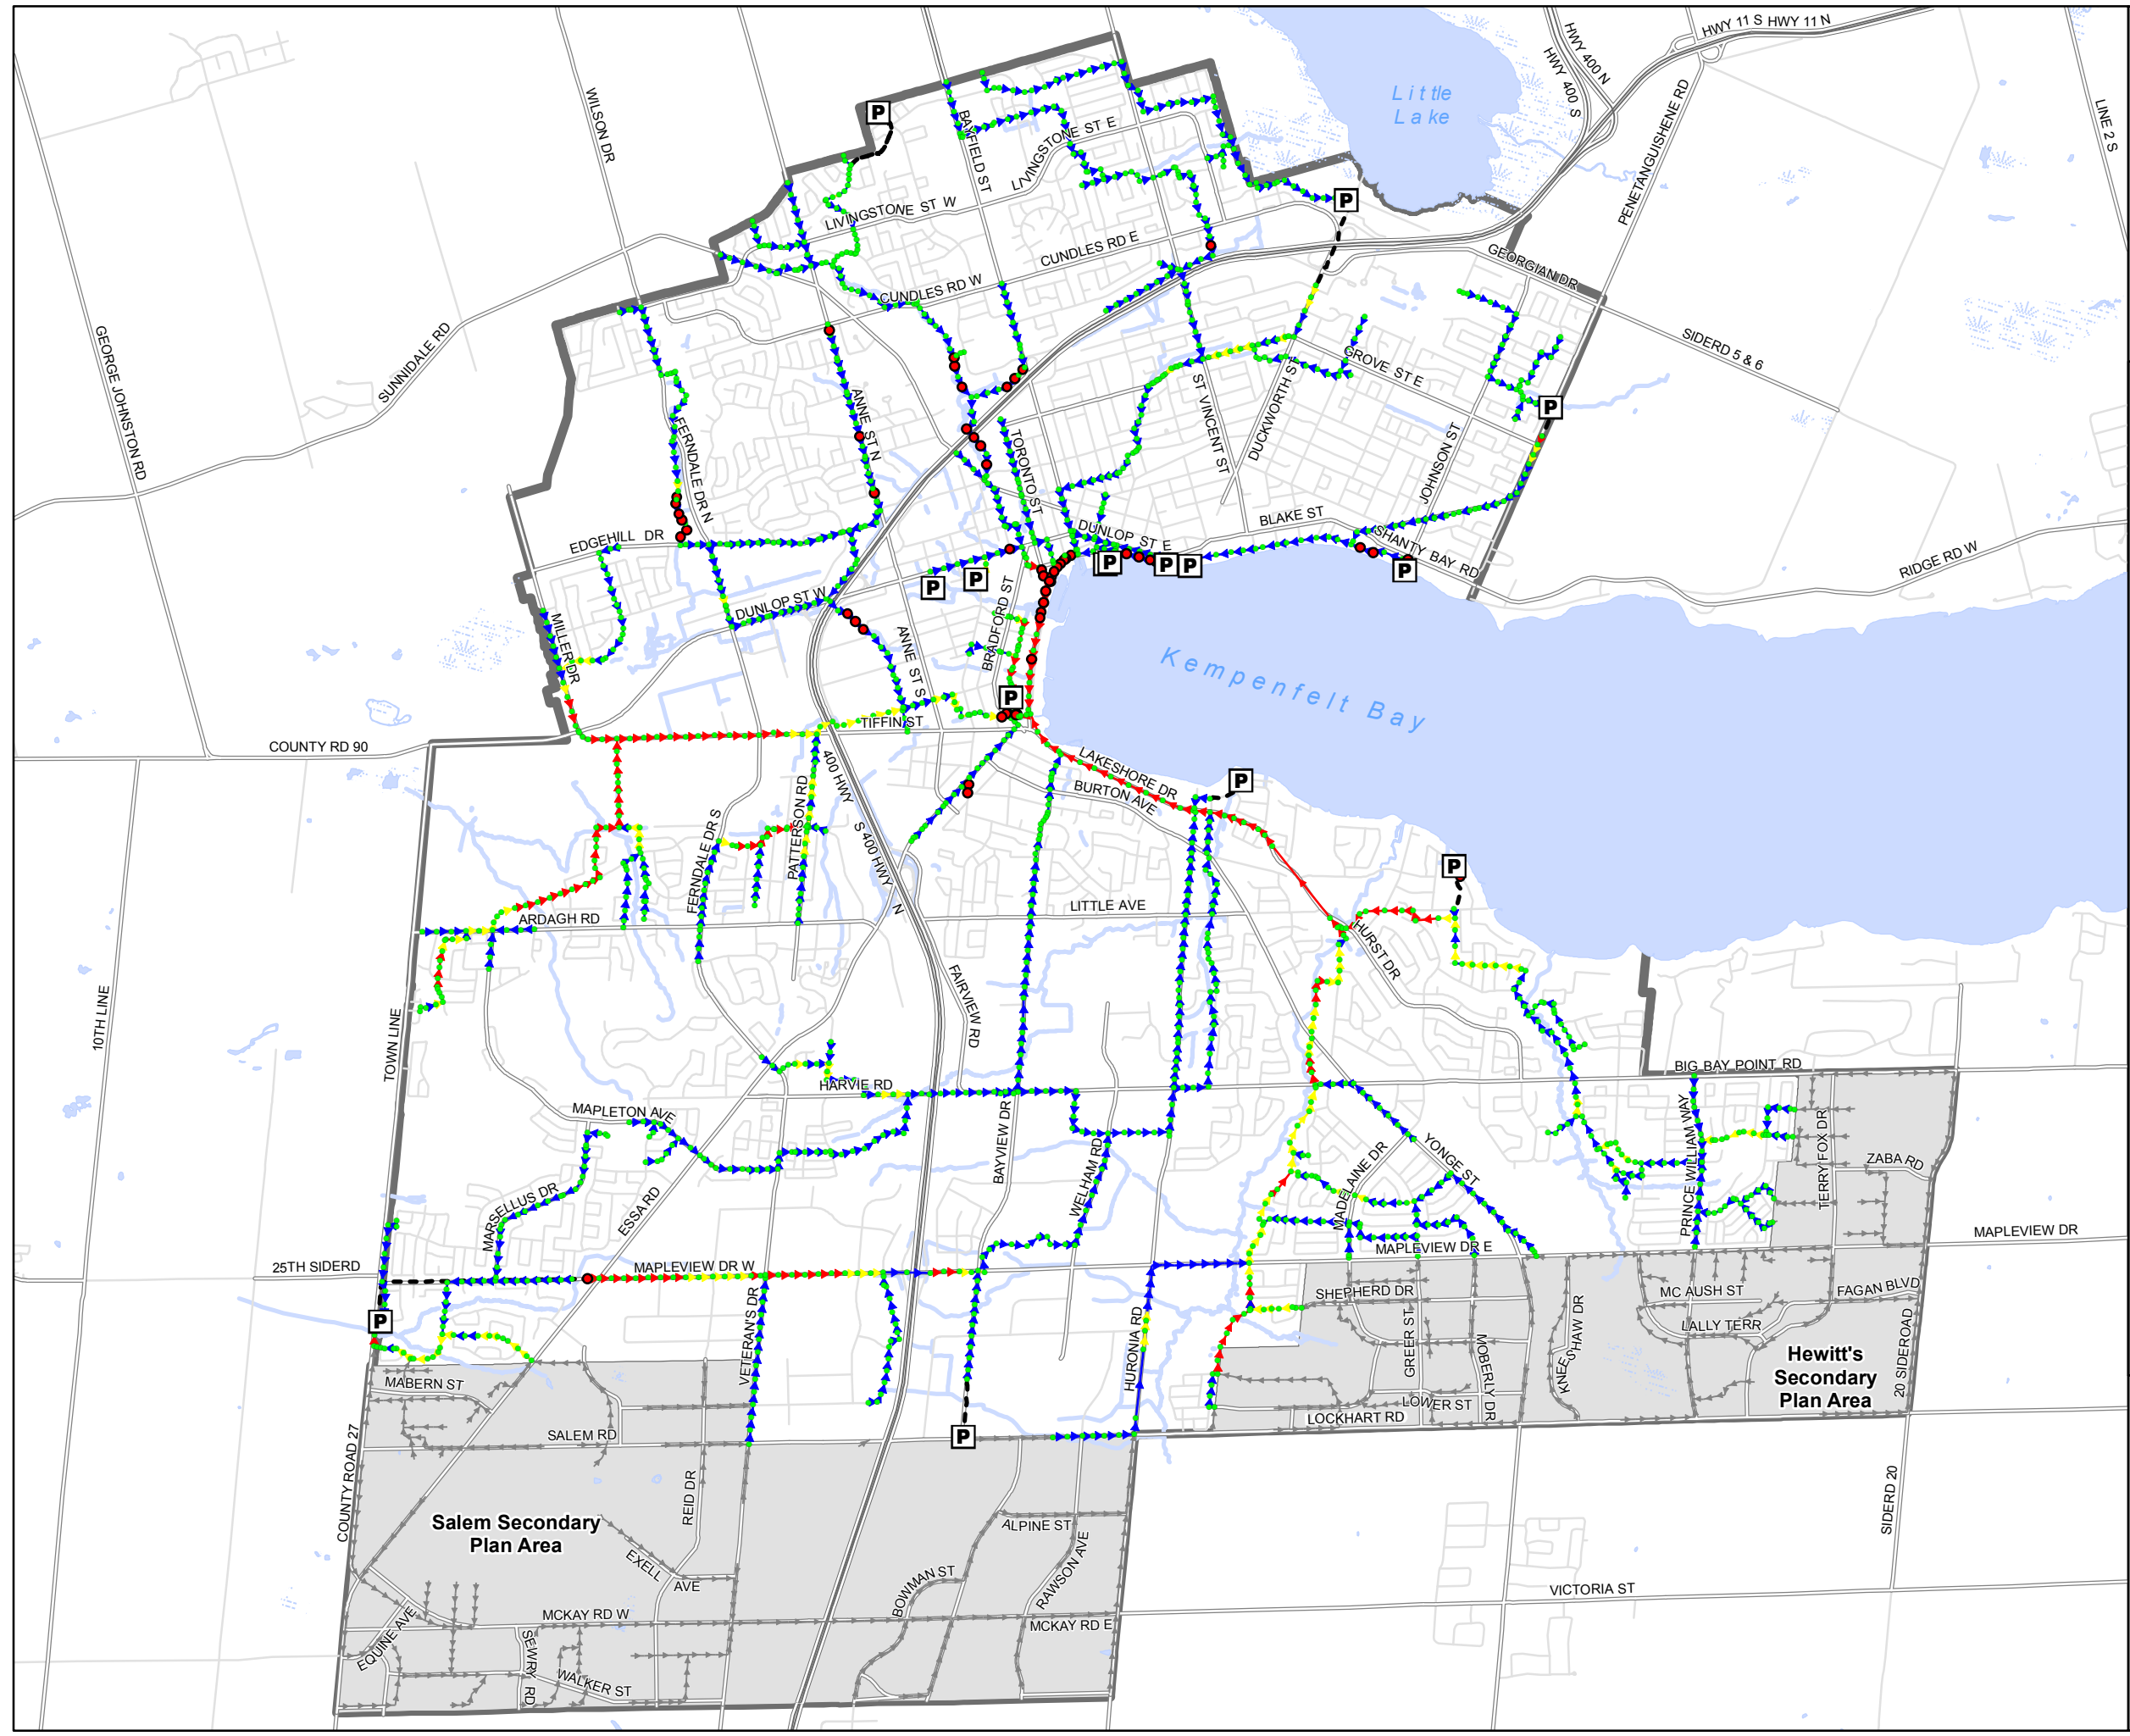 HWY 11 S
HWY 11 N
HWY 400 N
HWY 400 S
Little
Lake
LINE 2 S
WILSON DR
PENETANGUISHENE RD
BAYFIELD ST
LIVINGSTONE ST E
LIVINGSTONE ST W
CUNDLES RD E
GEORGIAN DR
CUNDLES RD W
SIDERD 5 & 6
GEORGE JOHNSTON RD
SUNNIDALE RD
GROVE ST E
ST VINCENT ST
DUCKWORTH ST
ANNE ST N
FERNDALE DR N
TORONTO ST
JOHNSON ST
BLAKE ST
DUNLOP ST E
SHANTY BAY RD
EDGEHILL DR
RIDGE RD W
DUNLOP ST W
BRADFORD ST
MILLER DR
ANNE ST S
Kempenfelt Bay
TIFFIN ST
COUNTY RD 90
LAKESHORE DR
BURTON AVE
400 HWY
S 400 HWY
N
PATTERSON RD
FERNDALE DR S
ARDAGH RD
LITTLE AVE
HURST DR
FAIRVIEW RD
10TH LINE
TOWN LINE
BIG BAY POINT RD
HARVIE RD
MAPLETON AVE
BAYVIEW DR
WELHAM RD
YONGE ST
MADELAINE DR
PRINCE WILLIAM WAY
TERRY FOX DR
ZABA RD
MARSELLUS DR
ESSA RD
MAPLEVIEW DR
MAPLEVIEW DR E
25TH SIDERD
MAPLEVIEW DR W
SHEPHERD DR
MC AUSH ST
FAGAN BLVD
LALLY TERR
VETERAN'S DR
HURONIA RD
GREER ST
MOBERLY DR
KNEESHAW DR
20 SIDEROAD
Hewitt's
Secondary
Plan Area
MABERN ST
LOWER ST
LOCKHART RD
SALEM RD
COUNTY ROAD 27
REID DR
SIDERD 20
Salem Secondary
Plan Area
ALPINE ST
EXELL
AVE
BOWMAN ST
RAWSON AVE
VICTORIA ST
MCKAY RD W
MCKAY RD E
EQUINE AVE
SEWRY RD
WALKER ST
P
P
P
P
P
P
P
P
P
P
P
P
P
P